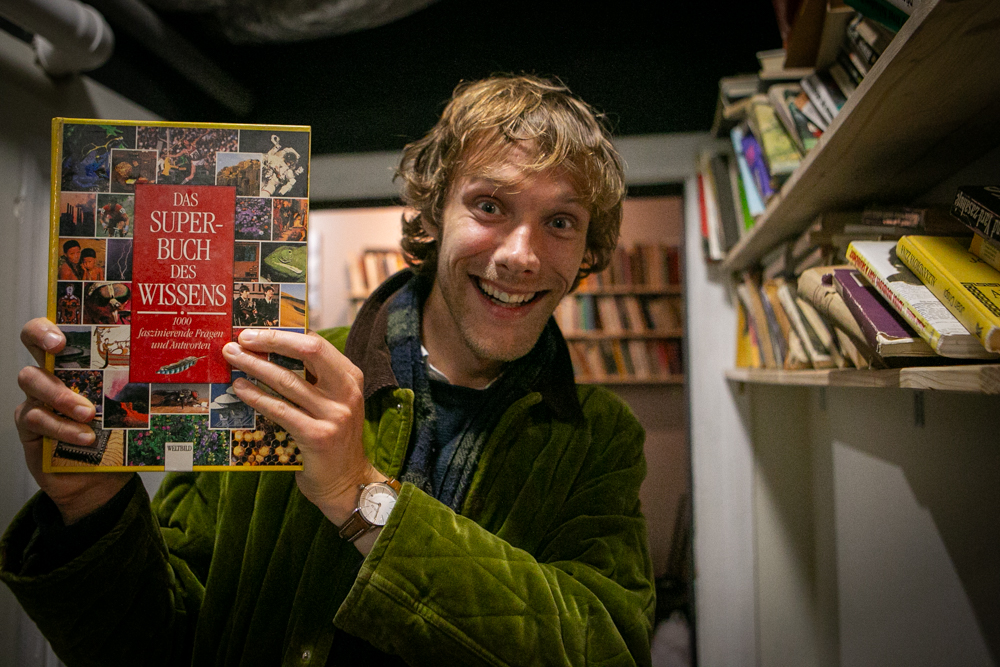 DAS
SUPER-
BUCH
DES
WISSENS
1000
faszinierende Fragen
und Antworten
WELTBILD